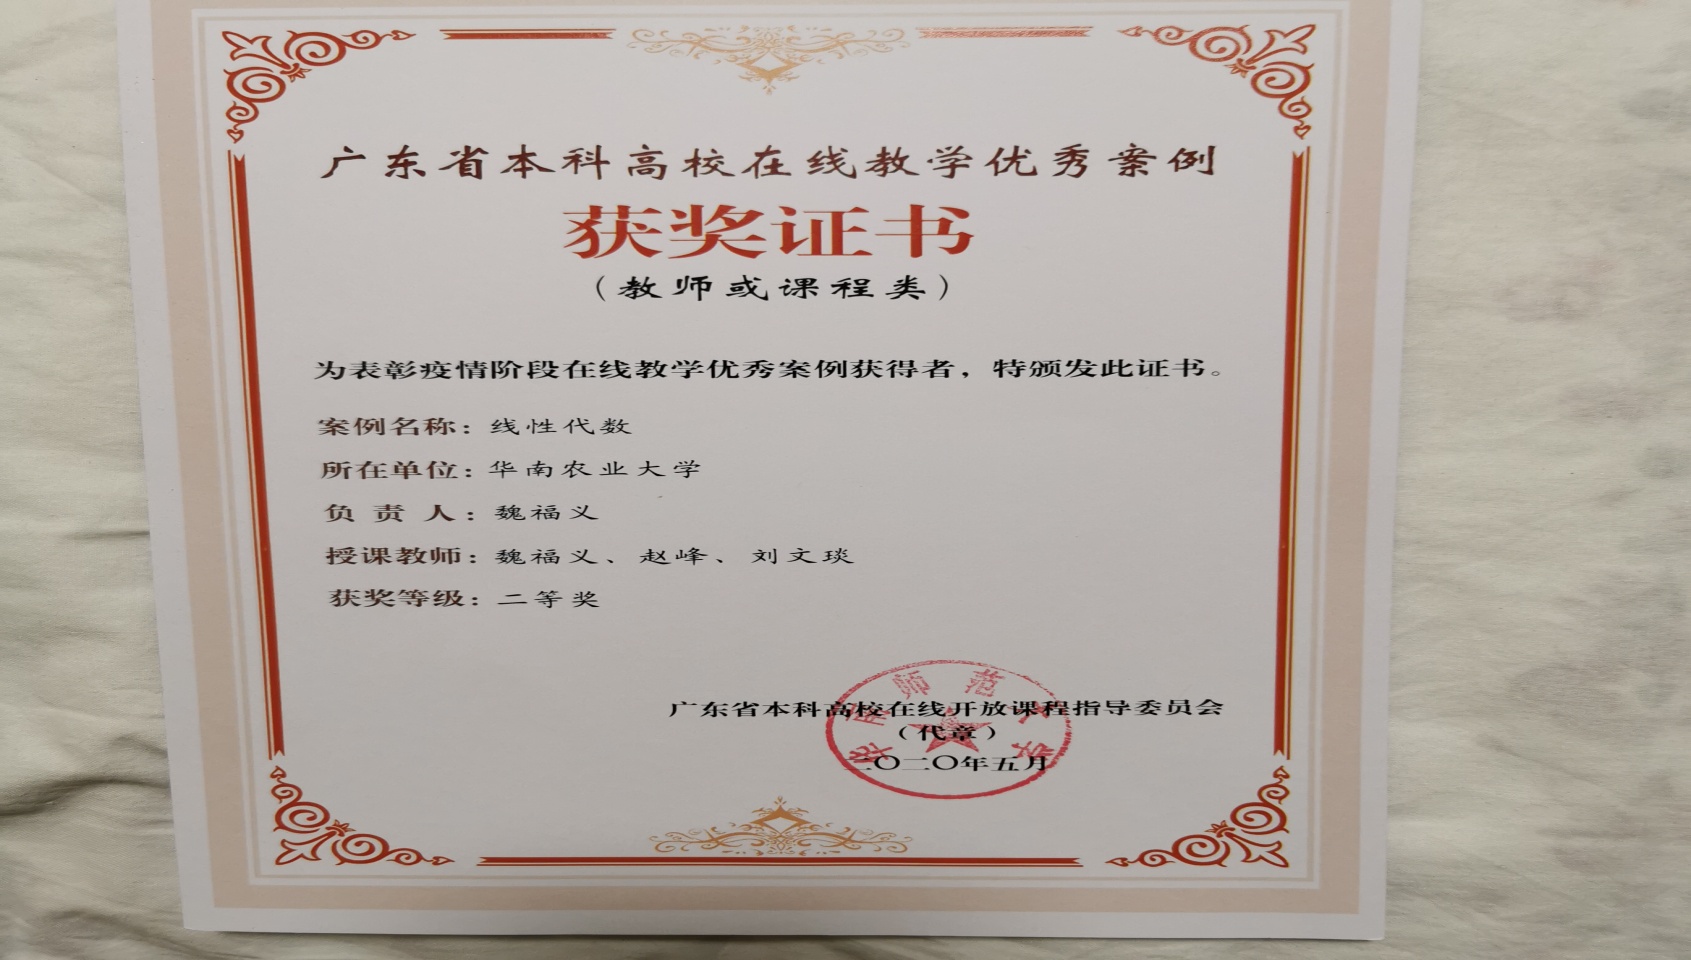 广东省本科高校在线教学优秀案例
获奖证书
（教师或课程类）
为表彰疫情阶段在线教学优秀案例获得者，特颁发此证书。
案例名称：线性代数
所在单位：华南农业大学
负责人：魏福义
授课教师：魏福义、赵峰、刘文琰
获奖等级：二等奖
华南师范大学
广东省本科高校在线开放课程指导委员会
（代章）
二〇二〇年五月